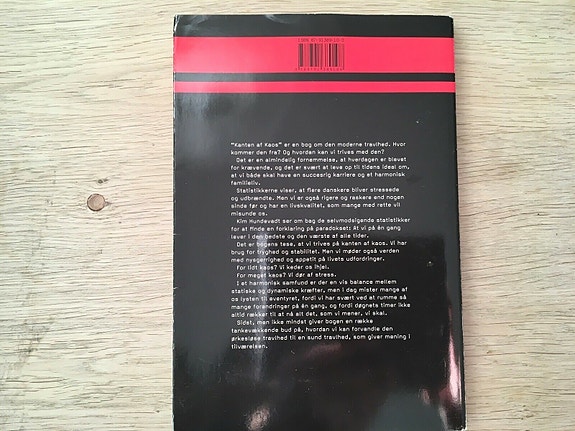 "Kanten af Kaos" er en bog om den moderne travlhed. Hvor
kommer den fra? Og hvordan kan vi trives med den?
Det er en almindelig fornemmelse, at hverdagen er blevet
for krævende, og det er svært at leve op til tidens ideal om,
at vi både skal have en succesrig karriere og et harmonisk
familieliv.
Statistikkerne viser, at flere danskere bliver stressede
og udbrændte. Men vi er også rigere og raskere end nogen
sinde før og har en livskvalitet, som mange med rette vil
misunde os.
Kim Hundevadt ser om bag de selvmodsigende statistikker
for at finde en forklaring på paradokset: At vi på én gang
lever i den bedste og den værste af alle tider.
Det er bogens tese, at vi trives på kanten af kaos. Vi har
brug for tryghed og stabilitet. Men vi møder også verden
med nysgerrighed og appetit på livets udfordringer.
For lidt kaos? Vi keder os ihjel.
For meget kaos? Vi dør af stress.
I et harmonisk samfund er der en vis balance mellem
statiske og dynamiske kræfter, men i dag mister mange af
os lysten til eventyret, fordi vi har svært ved at rumme så
mange forandringer på én gang, og fordi døgnets timer ikke
altid rækker til at nå alt det, som vi mener, vi skal.
Sidst, men ikke mindst giver bogen en række
tankevækkende bud på, hvordan vi kan forvandle den
ørkesløse travlhed til en sund travlhed, som giver mening i
tilværelsen.